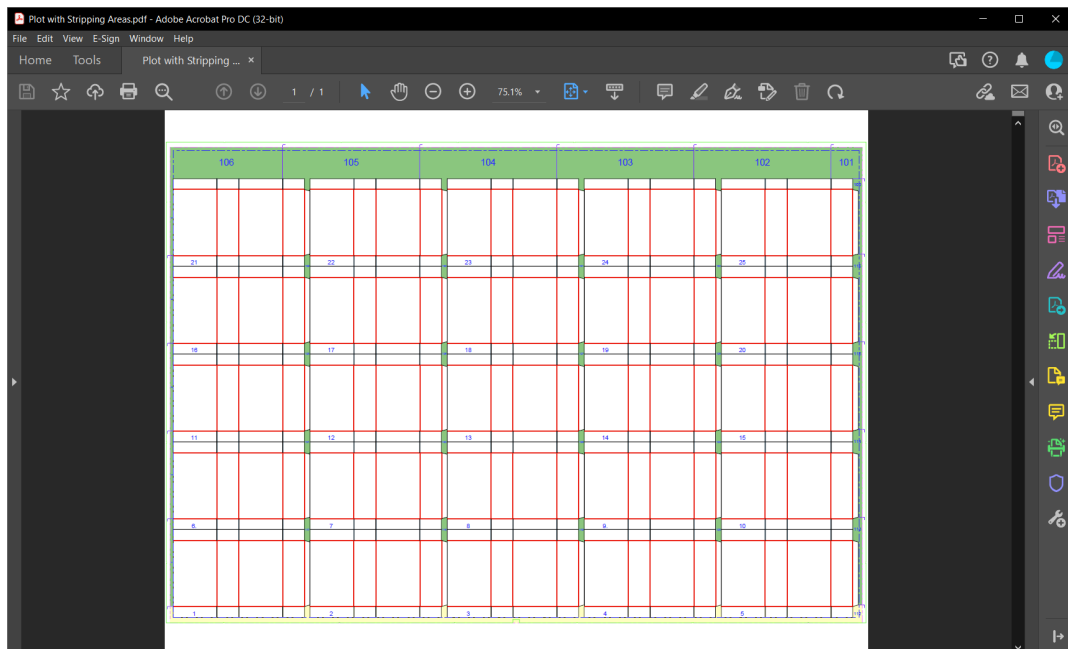 Plot with Stripping Areas.pdf - Adobe Acrobat Pro DC (32-bit)
File Edit View E-Sign Window Help
Home Tools Plot with Stripping ... ×
1 / 1 75.1%
106 105 104 103 102 101
21 22 23 24 25
16 17 18 19 20
11 12 13 14 15
6. 7 8 9. 10
1 2 3 4 5